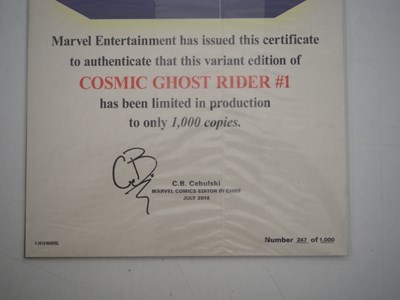 Marvel Entertainment has issued this certificate
to authenticate that this variant edition of
COSMIC GHOST RIDER #1
has been limited in production
to only 1,000 copies.
C.B. Cebulski
MARVEL COMICS EDITOR IN CHIEF
JULY 2018
Number 247 of 1,000